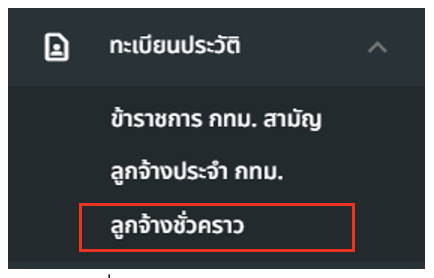 ทะเบียนประวัติ
ข้าราชการ กทม. สามัญ
ลูกจ้างประจำ กทม.
ลูกจ้างชั่วคราว